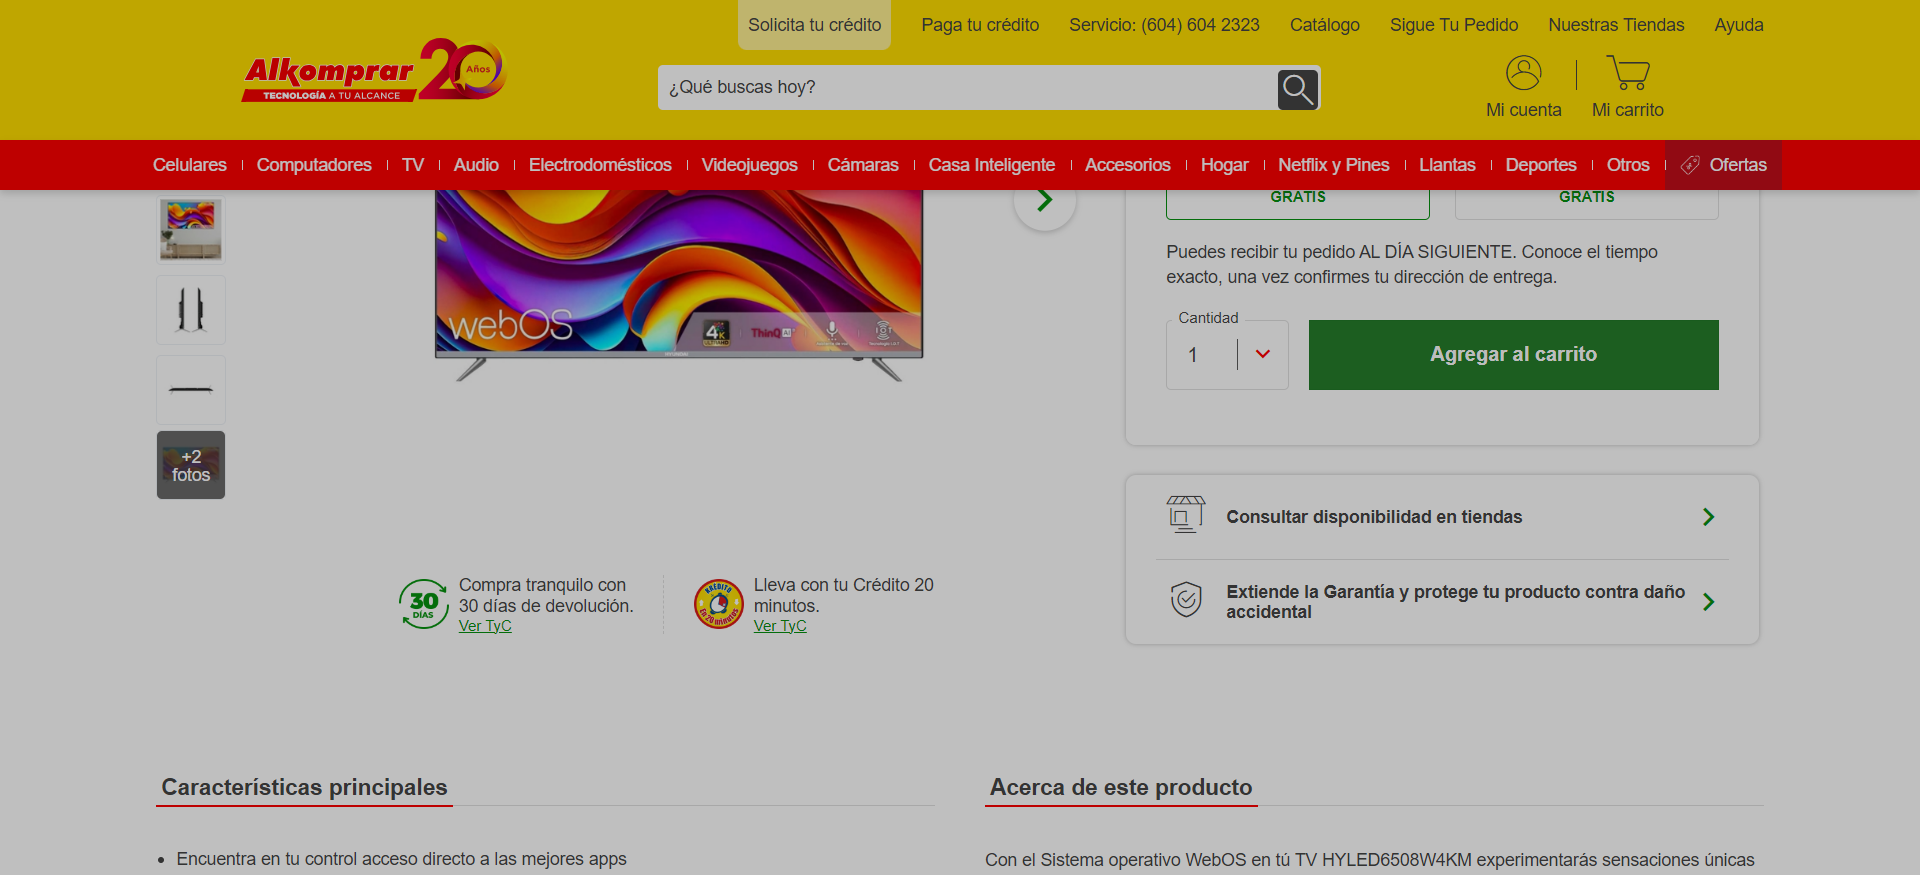 Solicita tu crédito
Paga tu crédito
Servicio: (604) 604 2323
Catálogo
Sigue Tu Pedido
Nuestras Tiendas
Ayuda
Alkomprar
TECNOLOGÍA A TU ALCANCE
20 Años
¿Qué buscas hoy?
Mi cuenta
Mi carrito
Celulares
Computadores
TV
Audio
Electrodomésticos
Videojuegos
Cámaras
Casa Inteligente
Accesorios
Hogar
Netflix y Pines
Llantas
Deportes
Otros
Ofertas
webOS
4K
ULTRAHD
ThinQ AI
+2
fotos
GRATIS
GRATIS
Puedes recibir tu pedido AL DÍA SIGUIENTE. Conoce el tiempo
exacto, una vez confirmes tu dirección de entrega.
Cantidad
1
Agregar al carrito
Consultar disponibilidad en tiendas
Extiende la Garantía y protege tu producto contra daño
accidental
30
DÍAS
Compra tranquilo con
30 días de devolución.
Ver TyC
KREDITO
En 20 minutos
Lleva con tu Crédito 20
minutos.
Ver TyC
Características principales
Encuentra en tu control acceso directo a las mejores apps
Acerca de este producto
Con el Sistema operativo WebOS en tú TV HYLED6508W4KM experimentarás sensaciones únicas